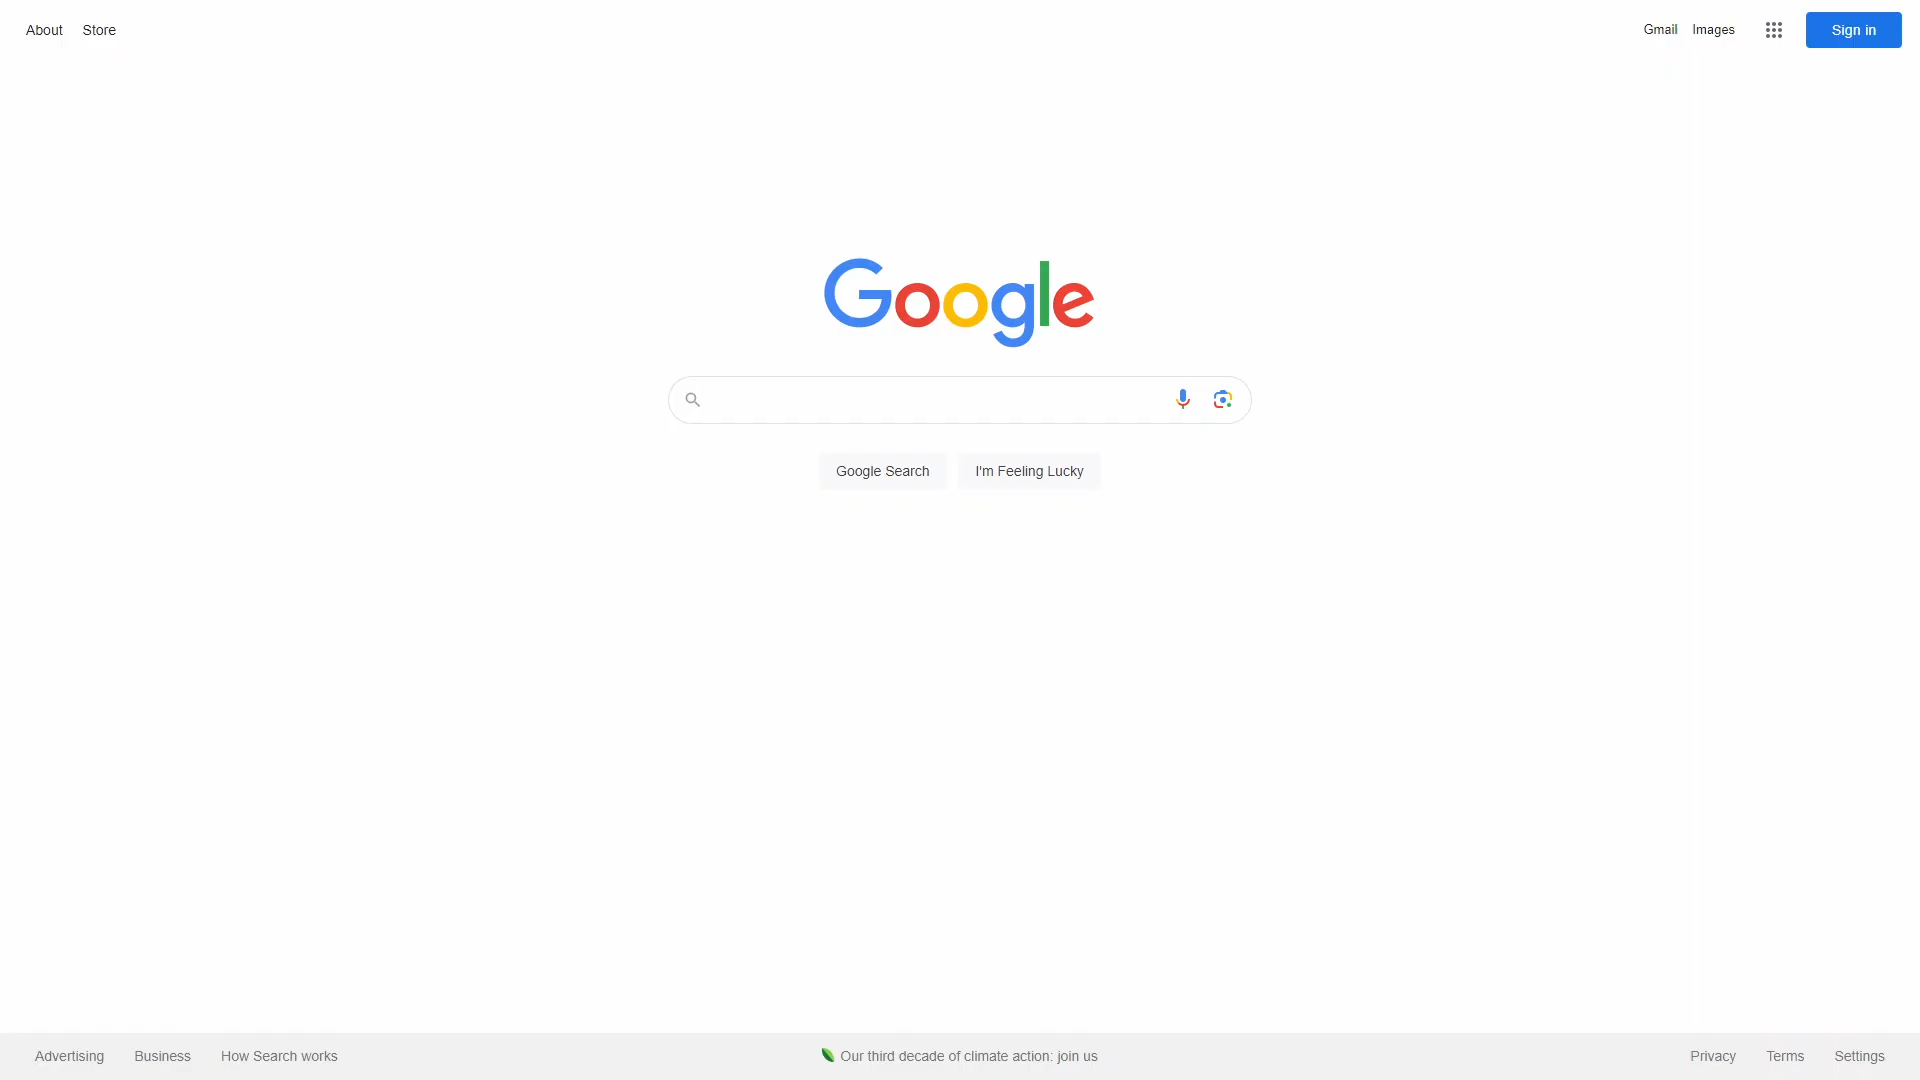 About Store Gmail Images Sign in
Google
Google Search I'm Feeling Lucky
Advertising Business How Search works Our third decade of climate action: join us Privacy Terms Settings